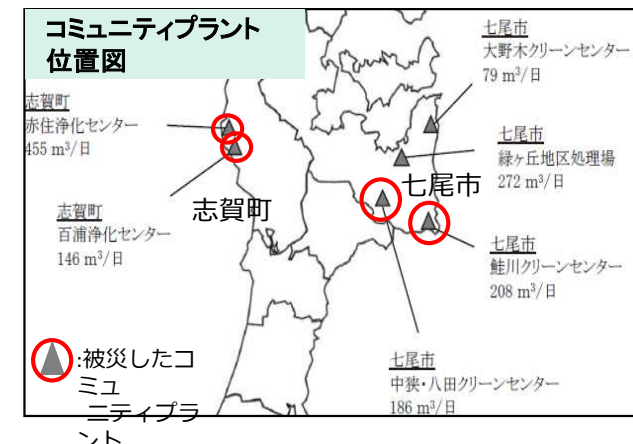 コミュニティプラント
位置図
志賀町
赤住浄化センター
455 m³/日
志賀町
百浦浄化センター
146 m³/日
志賀町
七尾市
七尾市
大野木クリーンセンター
79 m³/日
七尾市
緑ヶ丘地区処理場
272 m³/日
七尾市
鮭川クリーンセンター
208 m³/日
七尾市
中狭・八田クリーンセンター
186 m³/日
:被災したコ
ミュ
ニティプラ
ント